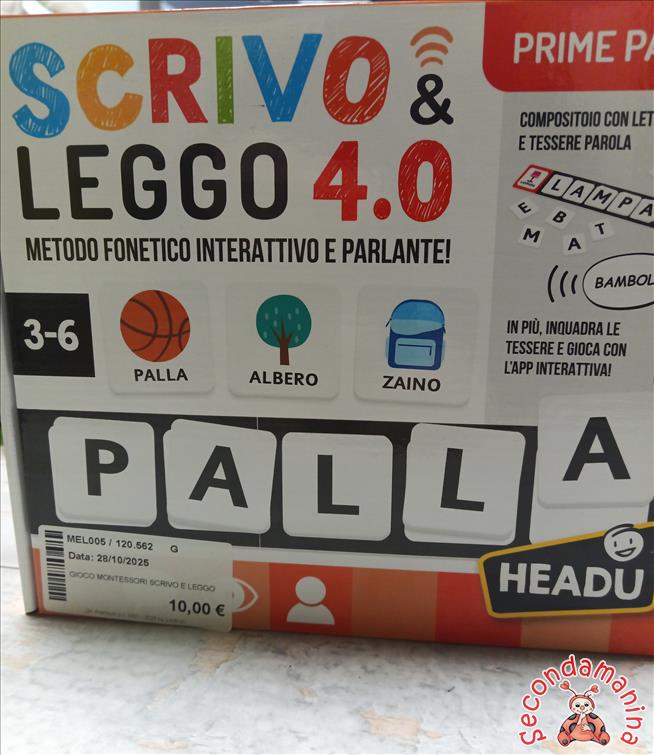 SCRIVO &
LEGGO 4.0
METODO FONETICO INTERATTIVO E PARLANTE!
3-6
PALLA
ALBERO
ZAINO
PALLA
PRIME PA
COMPOSITOIO CON LET
E TESSERE PAROLA
LAMPA
E B
M A T
BAMBOL
IN PIÙ, INQUADRA LE
TESSERE E GIOCA CON
L'APP INTERATTIVA!
MEL005 / 120.562 G
Data: 28/10/2025
GIOCO MONTESSORI SCRIVO E LEGGO
10,00 €
HEADU
Secondamanina